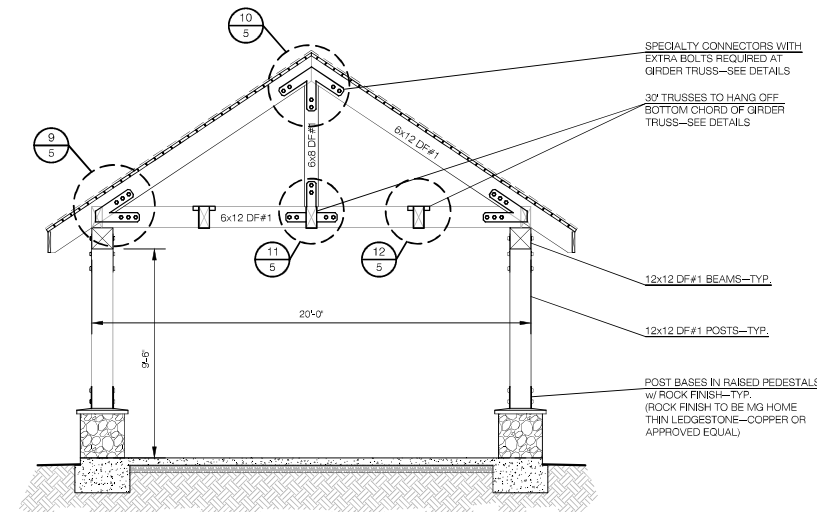 10
5
SPECIALTY CONNECTORS WITH
EXTRA BOLTS REQUIRED AT
GIRDER TRUSS—SEE DETAILS
30' TRUSSES TO HANG OFF
BOTTOM CHORD OF GIRDER
TRUSS—SEE DETAILS
9
5
6x8 DF#1
6x12 DF#1
6x12 DF#1
11
5
12
5
12x12 DF#1 BEAMS—TYP.
20'-0"
12x12 DF#1 POSTS—TYP.
9'-6"
POST BASES IN RAISED PEDESTALS
w/ ROCK FINISH—TYP.
(ROCK FINISH TO BE MG HOME
THIN LEDGESTONE—COPPER OR
APPROVED EQUAL)